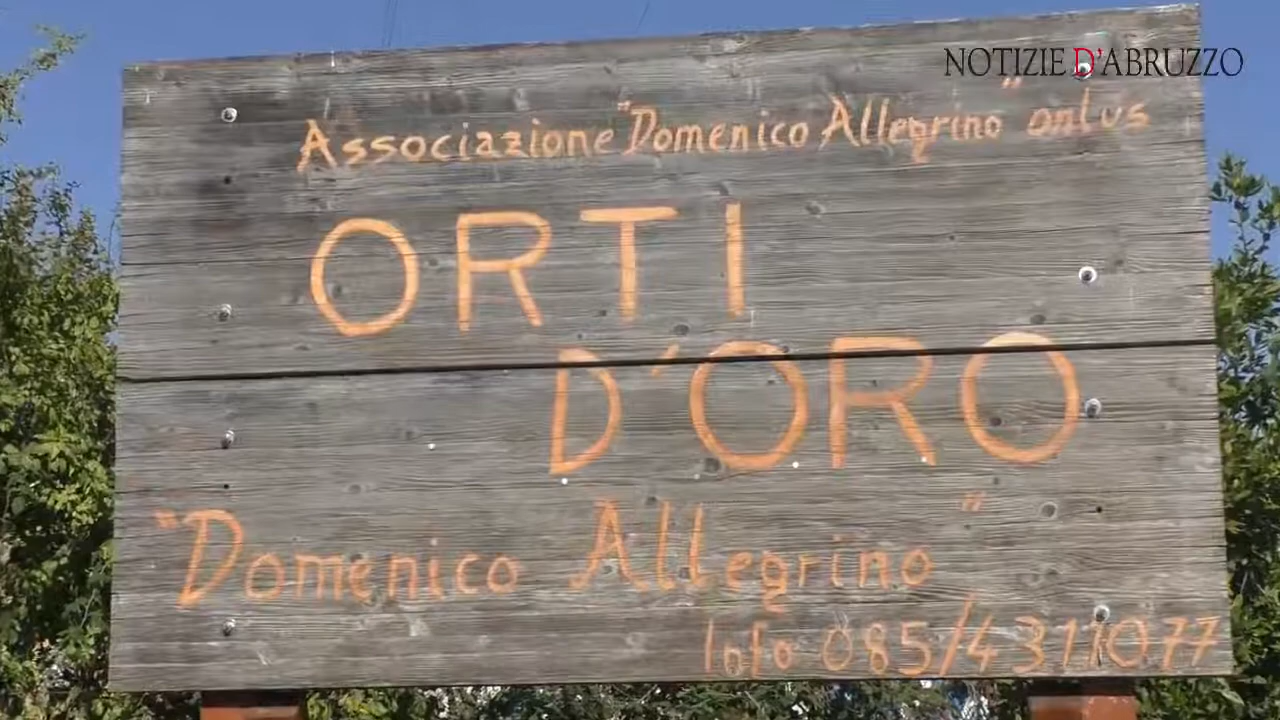 NOTIZIE D'ABRUZZO
Associazione "Domenico Allegrino" onlus
ORTI
D'ORO
"Domenico Allegrino"
Info 085/4311077